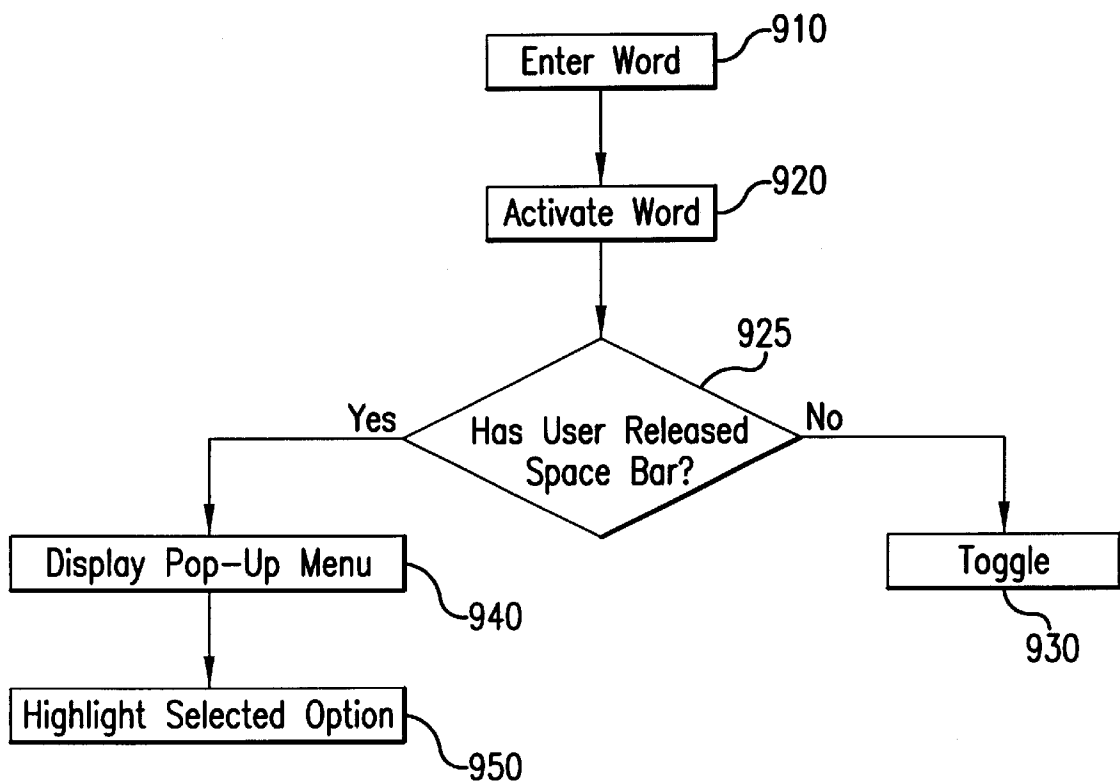 910
Enter Word
920
Activate Word
925
Yes
No
Has User Released
Space Bar?
Display Pop-Up Menu
940
Toggle
930
Highlight Selected Option
950